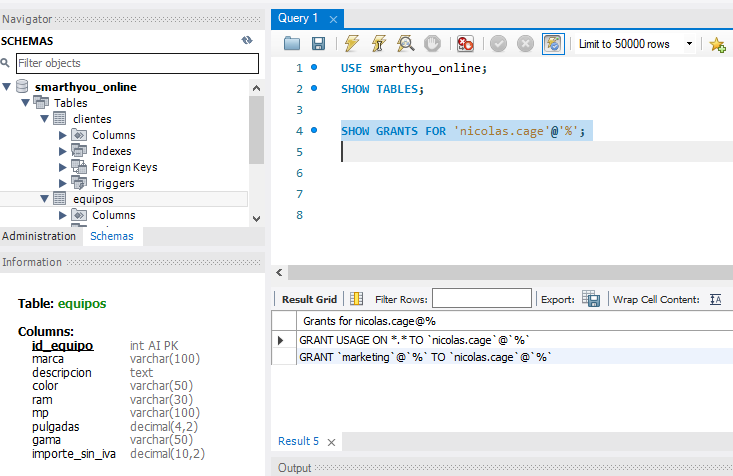 Navigator
SCHEMAS
Filter objects
smarthyou_online
Tables
clientes
Columns
Indexes
Foreign Keys
Triggers
equipos
Columns
Administration Schemas
Information
Table: equipos
Columns:
id_equipo int AI PK
marca varchar(100)
descripcion text
color varchar(50)
ram varchar(30)
mp varchar(100)
pulgadas decimal(4,2)
gama varchar(50)
importe_sin_iva decimal(10,2)
Query 1
Limit to 50000 rows
1 USE smarthyou_online;
2 SHOW TABLES;
3
4 SHOW GRANTS FOR 'nicolas.cage'@'%';
5
6
7
8
Result Grid Filter Rows: Export: Wrap Cell Content: IA
Grants for nicolas.cage@%
GRANT USAGE ON *.* TO `nicolas.cage`@`%`
GRANT `marketing`@`%` TO `nicolas.cage`@`%`
Result 5
Output